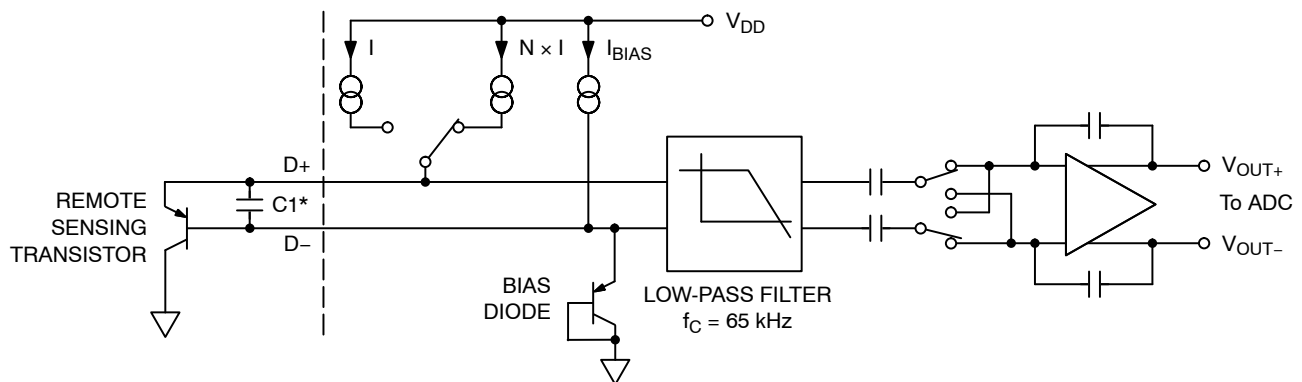 V_DD
I
N × I
I_BIAS
D+
C1*
D−
REMOTE
SENSING
TRANSISTOR
BIAS
DIODE
LOW-PASS FILTER
f_C = 65 kHz
V_OUT+
To ADC
V_OUT−